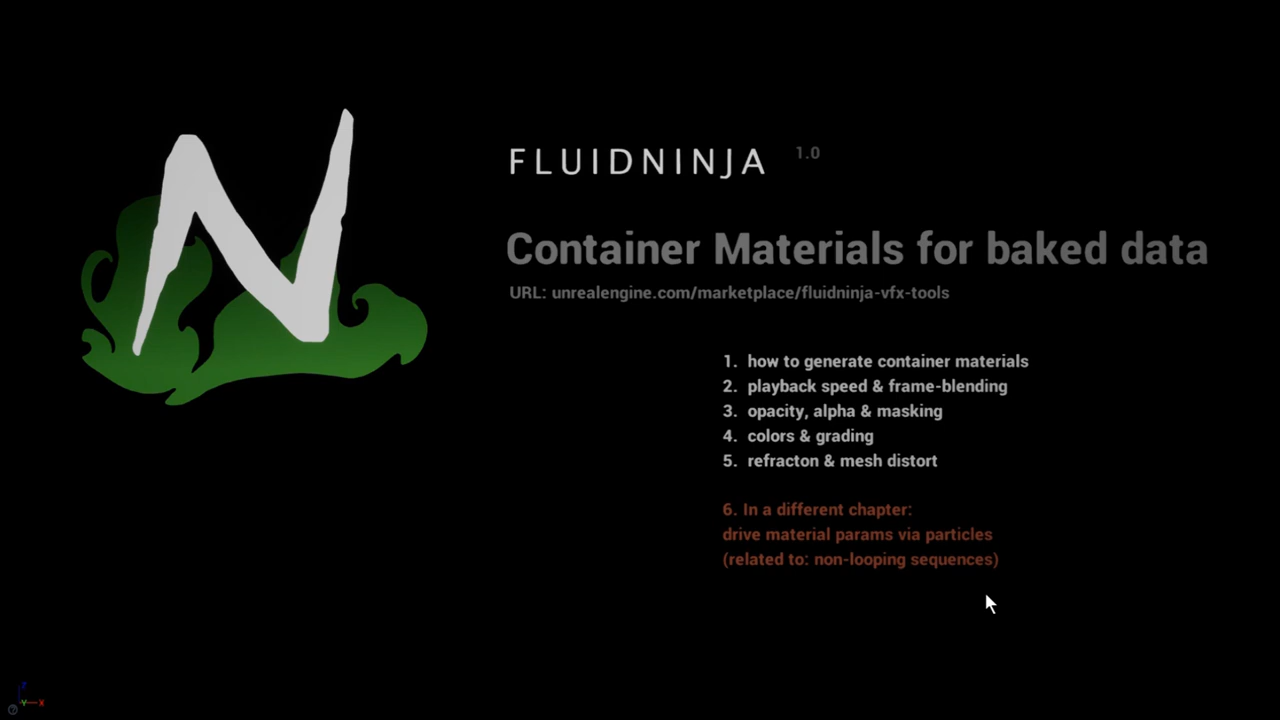 N
FLUIDNINJA 1.0
Container Materials for baked data
URL: unrealengine.com/marketplace/fluidninja-vfx-tools
1. how to generate container materials
2. playback speed & frame-blending
3. opacity, alpha & masking
4. colors & grading
5. refracton & mesh distort
6. In a different chapter:
drive material params via particles
(related to: non-looping sequences)
Z
Y X
?